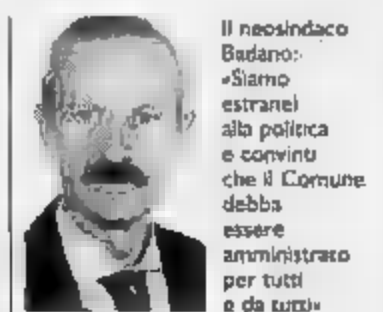 Il neosindaco
Badano:
«Siamo
estranei
alla politica
e convinti
che il Comune
debba
essere
amministrato
per tutti
e da tutti»